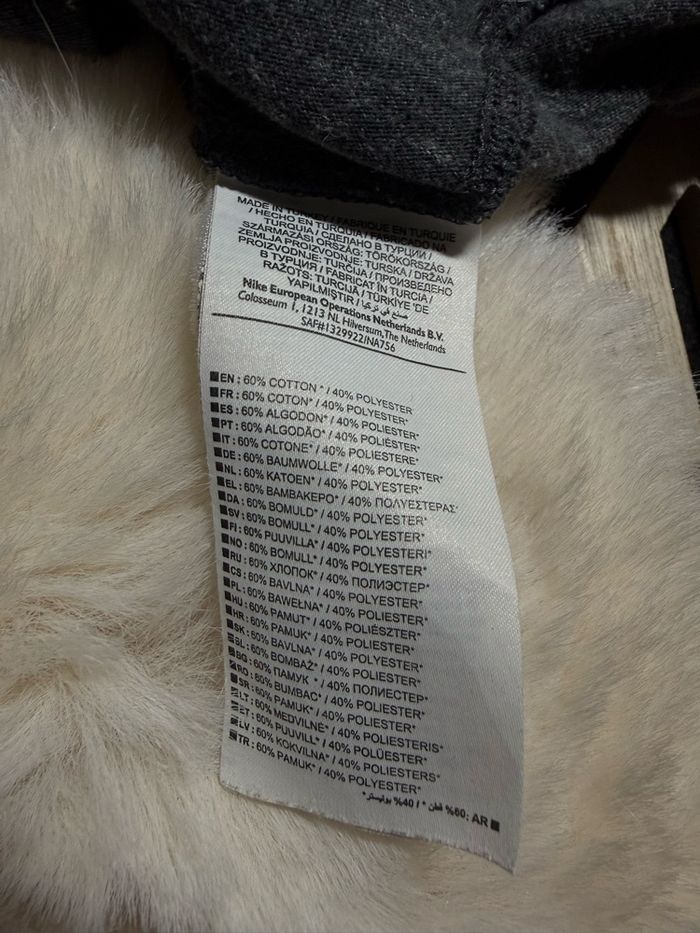 MADE IN TURKEY / FABRIQUE EN TURQUIE
/ HECHO EN TURQUIA / FABRICADO NA
TURQUIA / СДЕЛАНО В ТУРЦИИ /
SZÁRMAZÁSI ORSZÁG: TÖRÖKORSZÁG /
ZEMLJA PROIZVODNJE: TURSKA / DRŽAVA
PROIZVODNJE: TURČIJA / ПРОИЗВЕДЕНО
В ТУРЦИЯ / FABRICAT ÎN TURCIA /
RAŽOTS: TURCIJA / TÜRKİYE 'DE
YAPILMIŞTIR / صنع في تركيا
Nike European Operations Netherlands B.V.
Colosseum 1, 1213 NL Hilversum, The Netherlands
SAF#1329922/NA756
EN : 60% COTTON * / 40% POLYESTER
FR : 60% COTON* / 40% POLYESTER*
ES : 60% ALGODON* / 40% POLIÉSTER*
PT : 60% ALGODÃO* / 40% POLIÉSTER*
IT : 60% COTONE* / 40% POLIESTERE*
DE : 60% BAUMWOLLE* / 40% POLYESTER*
NL : 60% KATOEN* / 40% POLYESTER*
EL : 60% ΒΑΜΒΑΚΕΡΟ* / 40% ΠΟΛΥΕΣΤΕΡΑΣ*
DA : 60% BOMULD* / 40% POLYESTER*
SV : 60% BOMULL* / 40% POLYESTER*
FI : 60% PUUVILLA* / 40% POLYESTERI*
NO : 60% BOMULL* / 40% POLYESTER*
RU : 60% ХЛОПОК* / 40% ПОЛИЭСТЕР*
CS : 60% BAVLNA* / 40% POLYESTER*
PL : 60% BAWEŁNA* / 40% POLIESTER*
HU : 60% PAMUT* / 40% POLIÉSZTER*
HR : 60% PAMUK* / 40% POLIESTER*
SK : 60% BAVLNA* / 40% POLYESTER*
SL : 60% BOMBAŽ* / 40% POLIESTER*
BG : 60% ПАМУК * / 40% ПОЛИЕСТЕР*
RO : 60% BUMBAC* / 40% POLIESTER*
SR : 60% PAMUK* / 40% POLIESTER*
LT : 60% MEDVILNĖ* / 40% POLIESTERIS*
ET : 60% PUUVILL* / 40% POLÜESTER*
LV : 60% KOKVILNA* / 40% POLIESTERS*
TR : 60% PAMUK* / 40% POLYESTER*
AR :60% قطن * / 40% بوليستر*